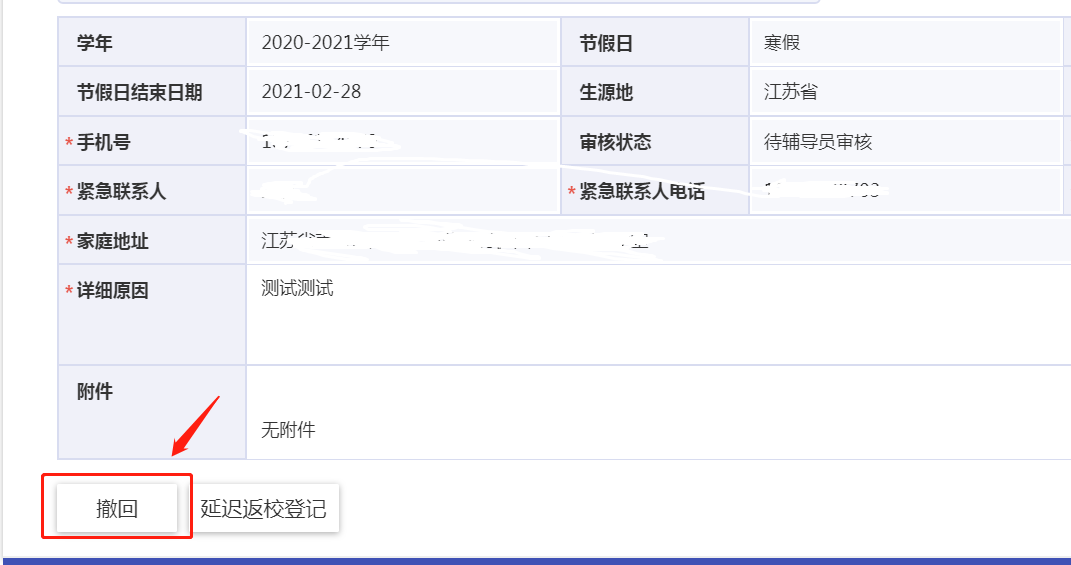 学年 2020-2021学年 节假日 寒假
节假日结束日期 2021-02-28 生源地 江苏省
*手机号 审核状态 待辅导员审核
*紧急联系人 *紧急联系人电话
*家庭地址 江苏省
*详细原因 测试测试
附件
无附件
撤回 延迟返校登记